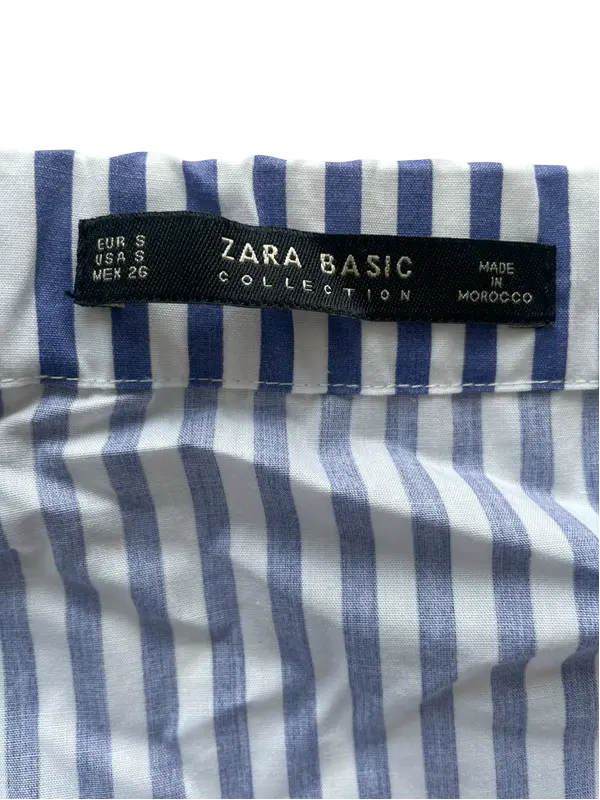 EUR S
USA S
MEX 26
ZARA BASIC
COLLECTION
MADE
IN
MOROCCO